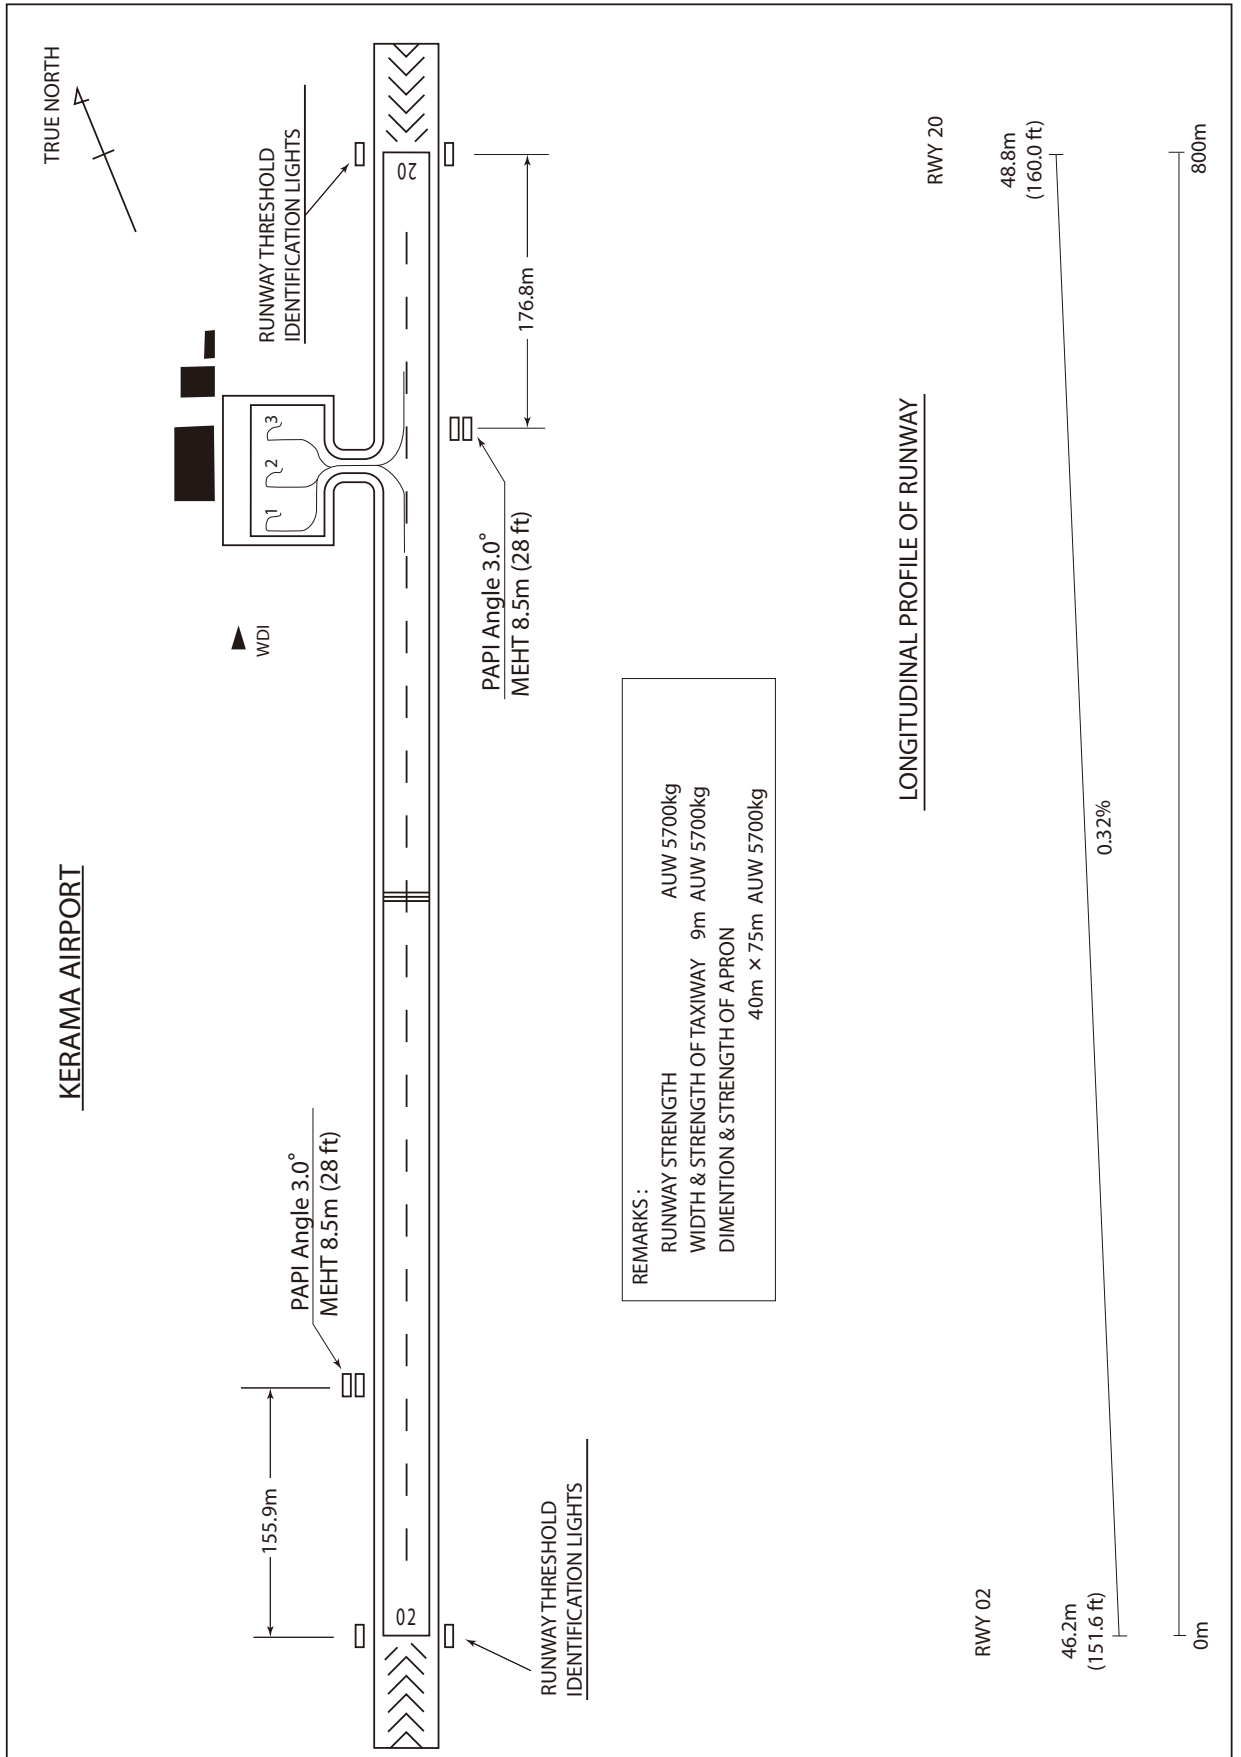 KERAMA AIRPORT
TRUE NORTH
RUNWAY THRESHOLD
IDENTIFICATION LIGHTS
PAPI Angle 3.0°
MEHT 8.5m (28 ft)
155.9m
WDI
1
2
3
02
20
176.8m
PAPI Angle 3.0°
MEHT 8.5m (28 ft)
RUNWAY THRESHOLD
IDENTIFICATION LIGHTS
REMARKS :
RUNWAY STRENGTH AUW 5700kg
WIDTH & STRENGTH OF TAXIWAY 9m AUW 5700kg
DIMENTION & STRENGTH OF APRON
40m × 75m AUW 5700kg
LONGITUDINAL PROFILE OF RUNWAY
RWY 02
RWY 20
46.2m
(151.6 ft)
48.8m
(160.0 ft)
0.32%
0m
800m